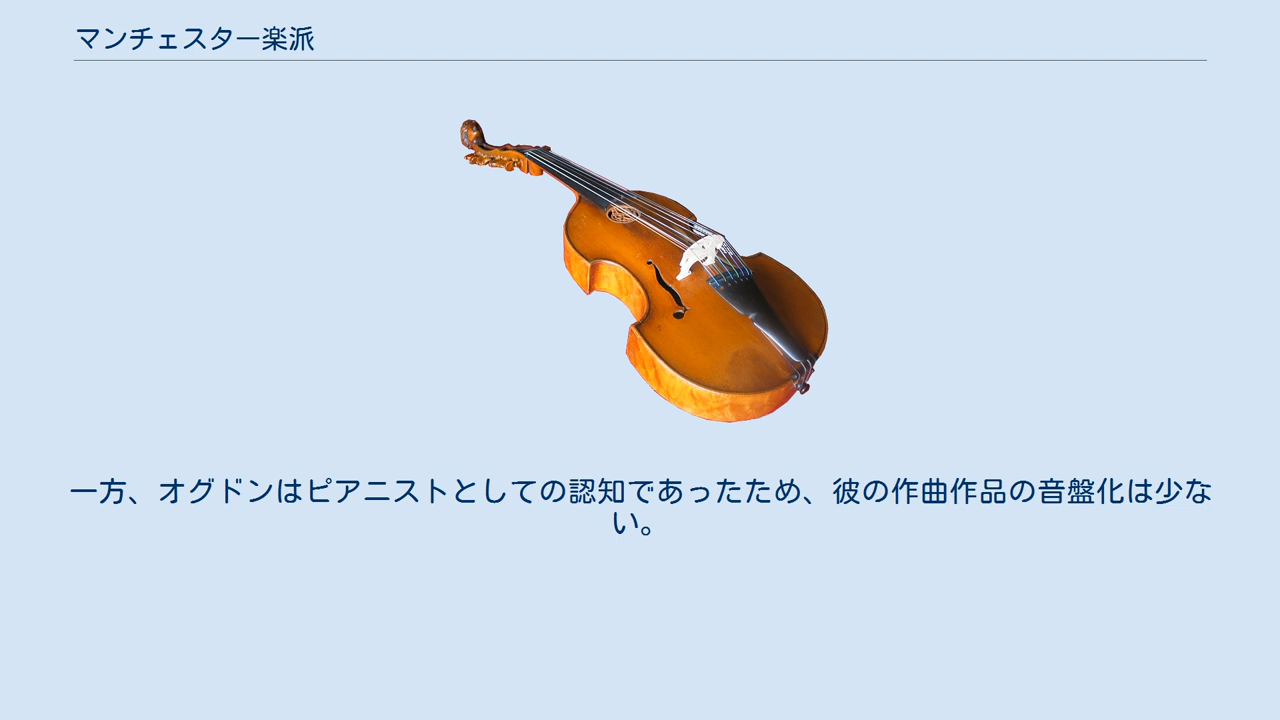 マンチェスター楽派
一方、オグドンはピアニストとしての認知であったため、彼の作曲作品の音盤化は少な
い。